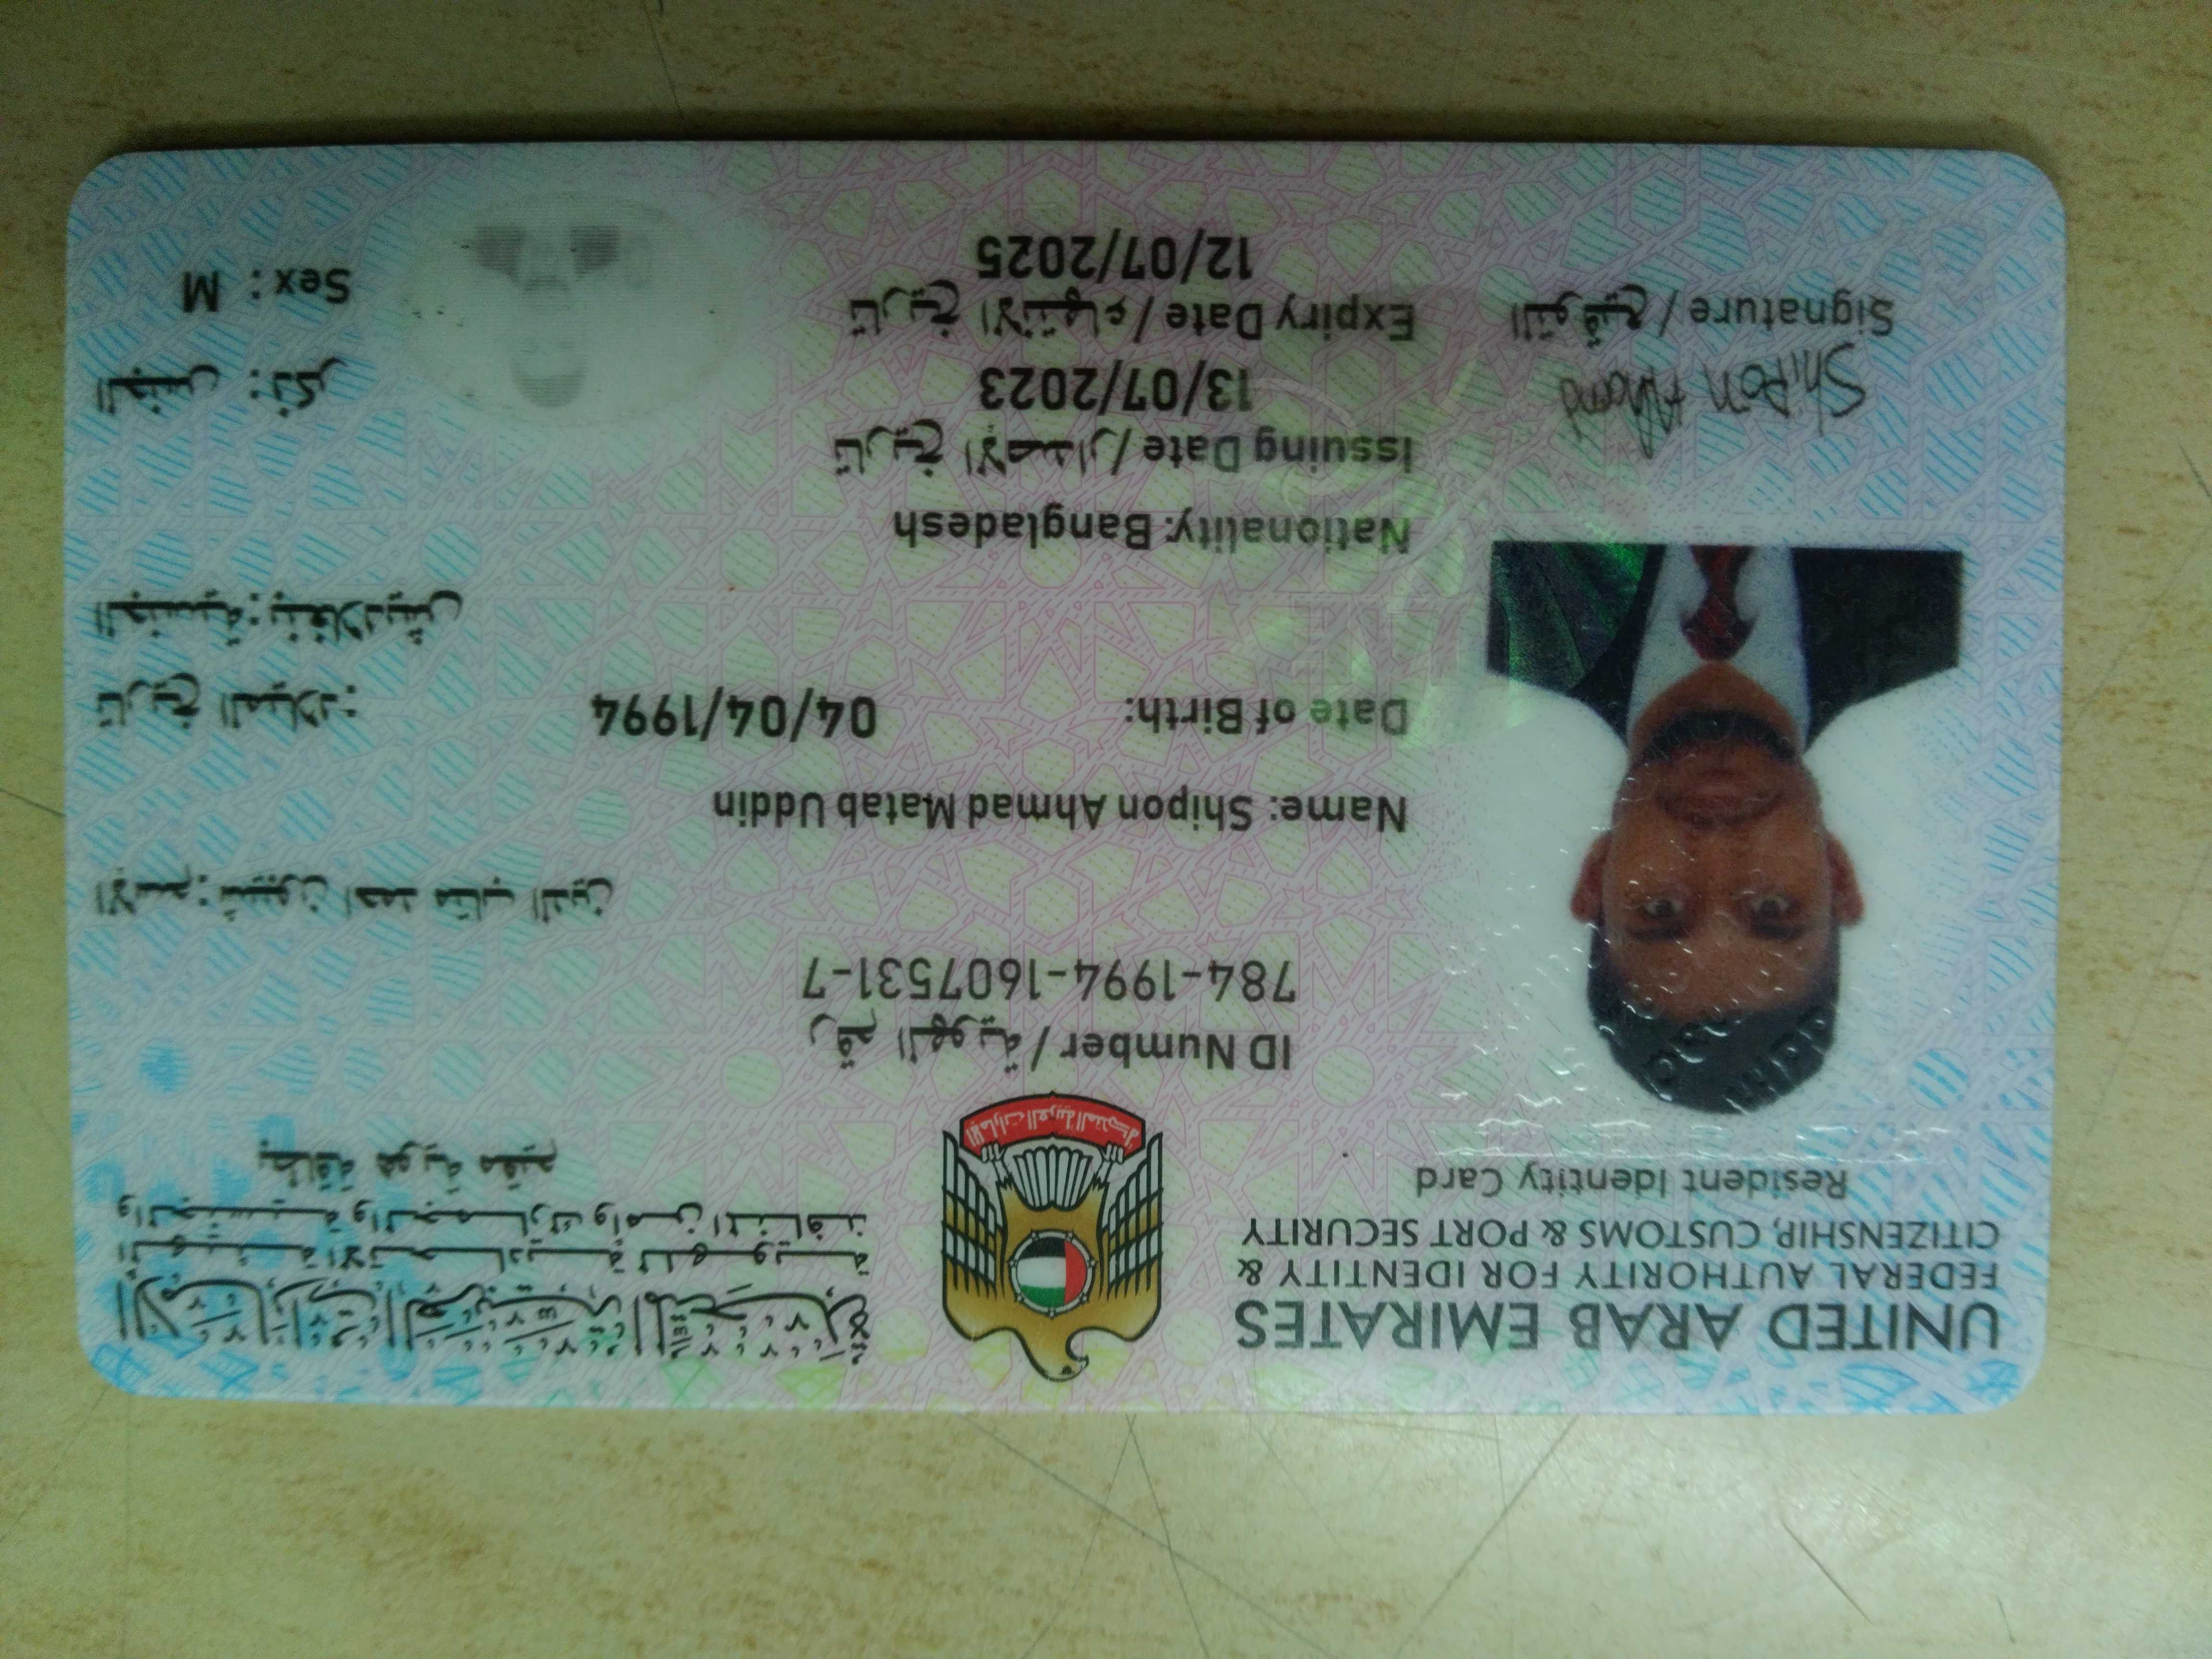 UNITED ARAB EMIRATES
FEDERAL AUTHORITY FOR IDENTITY &
CITIZENSHIP, CUSTOMS & PORT SECURITY
Resident Identity Card
الإمارات العربية المتحدة
الهيئة الاتحادية للهوية
والجنسية والجمارك وأمن المنافذ
بطاقة هوية مقيم
الإمارات العربية المتحدة
ID Number / رقم الهوية
784-1994-1607531-7
الإسم: شيبون احمد متاب الدين
Name: Shipon Ahmad Matab Uddin
Date of Birth: 04/04/1994 تاريخ الميلاد:
الجنسية: بنغلاديش
Nationality: Bangladesh
Issuing Date / تاريخ الإصدار
13/07/2023
Expiry Date / تاريخ الإنتهاء
12/07/2025
الجنس: ذكر
Sex: M
Shipon Ahamd
Signature / التوقيع